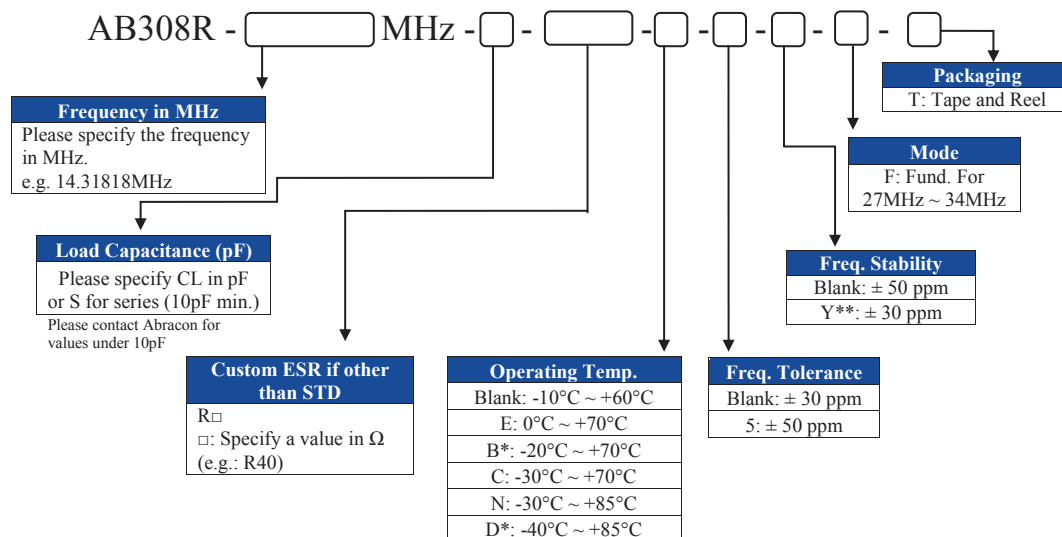 AB308R - MHz - - - - - - -
Packaging
T: Tape and Reel
Frequency in MHz
Please specify the frequency
in MHz.
e.g. 14.31818MHz
Mode
F: Fund. For
27MHz ~ 34MHz
Load Capacitance (pF)
Please specify CL in pF
or S for series (10pF min.)
Please contact Abracon for
values under 10pF
Freq. Stability
Blank: ± 50 ppm
Y**: ± 30 ppm
Custom ESR if other
than STD
R□
□: Specify a value in Ω
(e.g.: R40)
Operating Temp.
Blank: -10°C ~ +60°C
E: 0°C ~ +70°C
B*: -20°C ~ +70°C
C: -30°C ~ +70°C
N: -30°C ~ +85°C
D*: -40°C ~ +85°C
Freq. Tolerance
Blank: ± 30 ppm
5: ± 50 ppm